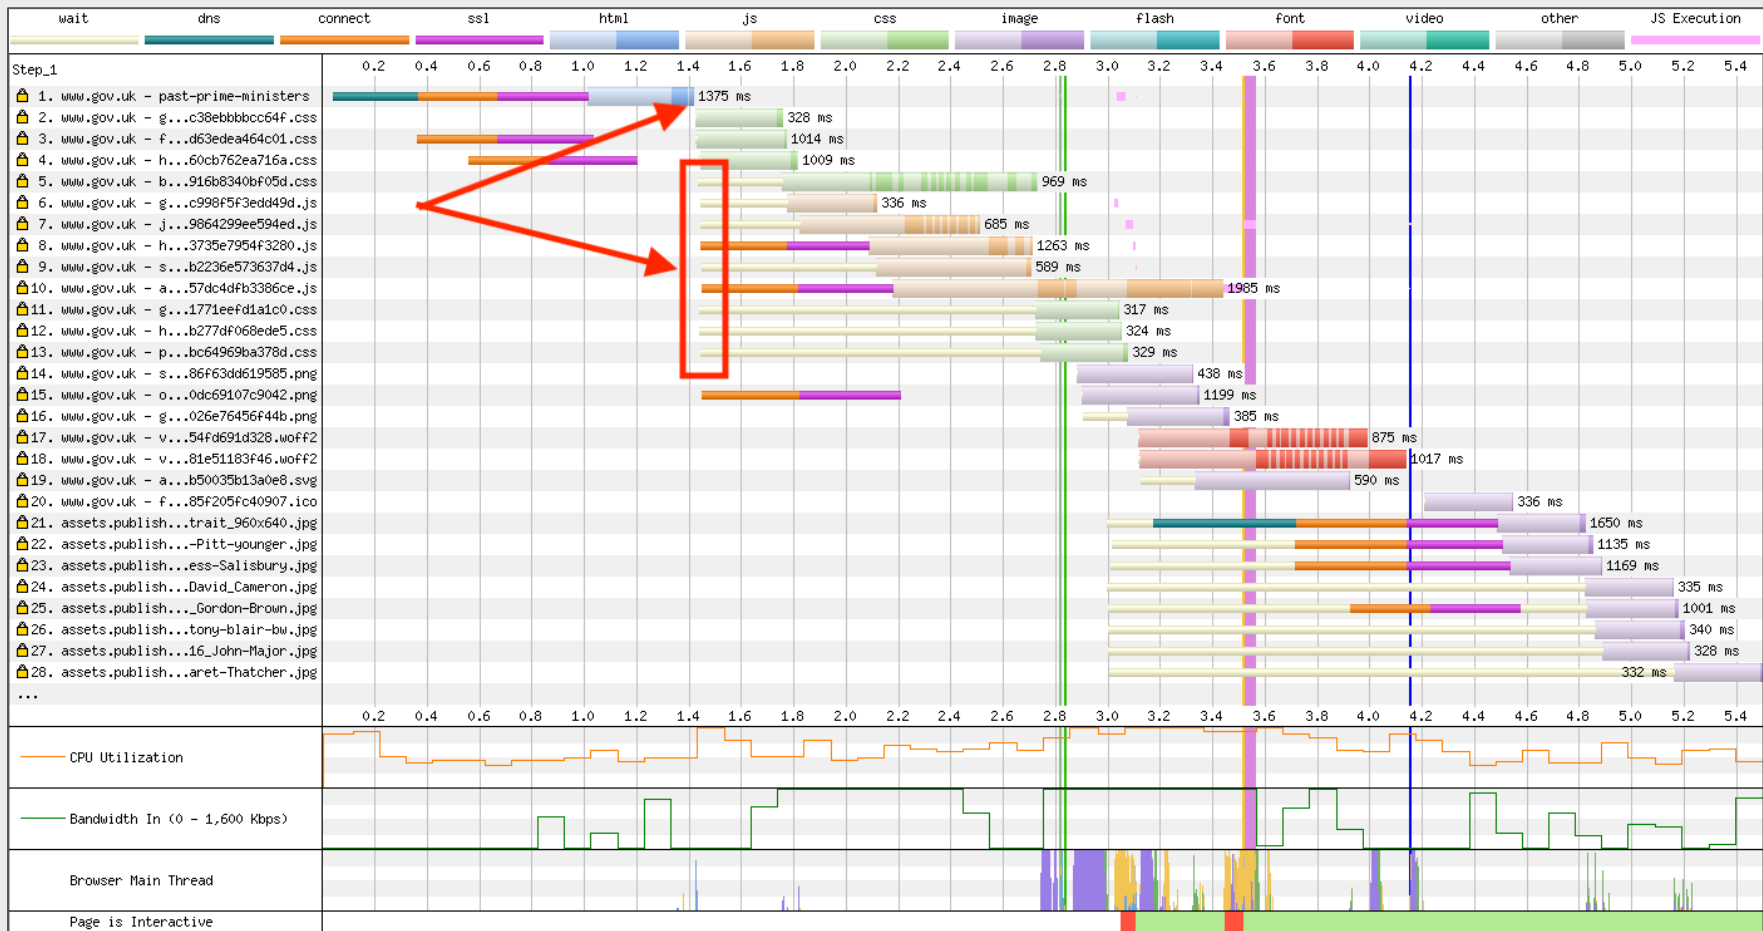 wait dns connect ssl html js css image flash font video other JS Execution
Step_1 0.2 0.4 0.6 0.8 1.0 1.2 1.4 1.6 1.8 2.0 2.2 2.4 2.6 2.8 3.0 3.2 3.4 3.6 3.8 4.0 4.2 4.4 4.6 4.8 5.0 5.2 5.4
1. www.gov.uk - past-prime-ministers 1375 ms
2. www.gov.uk - g...c38ebbbbcc64f.css 328 ms
3. www.gov.uk - f...d63edea464c01.css 1014 ms
4. www.gov.uk - h...60cb762ea716a.css 1009 ms
5. www.gov.uk - b...916b8340bf05d.css 969 ms
6. www.gov.uk - g...c998f5f3edd49d.js 336 ms
7. www.gov.uk - j...9864299ee594ed.js 685 ms
8. www.gov.uk - h...3735e7954f3280.js 1263 ms
9. www.gov.uk - s...b2236e573637d4.js 589 ms
10. www.gov.uk - a...57dc4dfb3386ce.js 1985 ms
11. www.gov.uk - g...1771eefd1a1c0.css 317 ms
12. www.gov.uk - h...b277df068ede5.css 324 ms
13. www.gov.uk - p...bc64969ba378d.css 329 ms
14. www.gov.uk - s...86f63dd619585.png 438 ms
15. www.gov.uk - o...0dc69107c9042.png 1199 ms
16. www.gov.uk - g...026e76456f44b.png 385 ms
17. www.gov.uk - v...54fd691d328.woff2 875 ms
18. www.gov.uk - v...81e51183f46.woff2 1017 ms
19. www.gov.uk - a...b50035b13a0e8.svg 590 ms
20. www.gov.uk - f...85f205fc40907.ico 336 ms
21. assets.publish...trait_960x640.jpg 1650 ms
22. assets.publish...-Pitt-younger.jpg 1135 ms
23. assets.publish...ess-Salisbury.jpg 1169 ms
24. assets.publish...David_Cameron.jpg 335 ms
25. assets.publish..._Gordon-Brown.jpg 1001 ms
26. assets.publish...tony-blair-bw.jpg 340 ms
27. assets.publish...16_John-Major.jpg 328 ms
28. assets.publish...aret-Thatcher.jpg 332 ms
...
0.2 0.4 0.6 0.8 1.0 1.2 1.4 1.6 1.8 2.0 2.2 2.4 2.6 2.8 3.0 3.2 3.4 3.6 3.8 4.0 4.2 4.4 4.6 4.8 5.0 5.2 5.4
CPU Utilization
Bandwidth In (0 - 1,600 Kbps)
Browser Main Thread
Page is Interactive